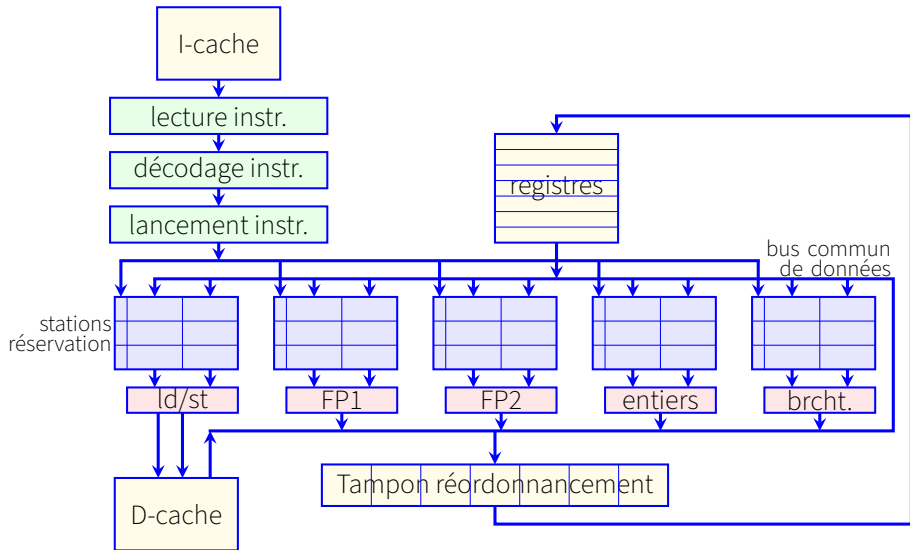 I-cache
lecture instr.
décodage instr.
registres
lancement instr.
bus commun
de données
stations
réservation
ld/st
FP1
FP2
entiers
brcht.
Tampon réordonnancement
D-cache